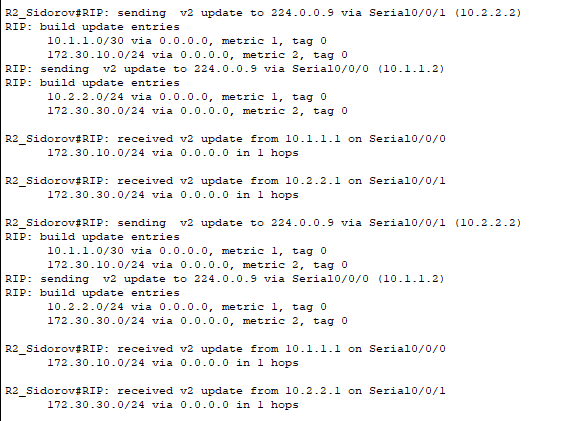 R2_Sidorov#RIP: sending  v2 update to 224.0.0.9 via Serial0/0/1 (10.2.2.2)
RIP: build update entries
      10.1.1.0/30 via 0.0.0.0, metric 1, tag 0
      172.30.10.0/24 via 0.0.0.0, metric 2, tag 0
RIP: sending  v2 update to 224.0.0.9 via Serial0/0/0 (10.1.1.2)
RIP: build update entries
      10.2.2.0/24 via 0.0.0.0, metric 1, tag 0
      172.30.30.0/24 via 0.0.0.0, metric 2, tag 0
R2_Sidorov#RIP: received v2 update from 10.1.1.1 on Serial0/0/0
      172.30.10.0/24 via 0.0.0.0 in 1 hops
R2_Sidorov#RIP: received v2 update from 10.2.2.1 on Serial0/0/1
      172.30.30.0/24 via 0.0.0.0 in 1 hops
R2_Sidorov#RIP: sending  v2 update to 224.0.0.9 via Serial0/0/1 (10.2.2.2)
RIP: build update entries
      10.1.1.0/30 via 0.0.0.0, metric 1, tag 0
      172.30.10.0/24 via 0.0.0.0, metric 2, tag 0
RIP: sending  v2 update to 224.0.0.9 via Serial0/0/0 (10.1.1.2)
RIP: build update entries
      10.2.2.0/24 via 0.0.0.0, metric 1, tag 0
      172.30.30.0/24 via 0.0.0.0, metric 2, tag 0
R2_Sidorov#RIP: received v2 update from 10.1.1.1 on Serial0/0/0
      172.30.10.0/24 via 0.0.0.0 in 1 hops
R2_Sidorov#RIP: received v2 update from 10.2.2.1 on Serial0/0/1
      172.30.30.0/24 via 0.0.0.0 in 1 hops